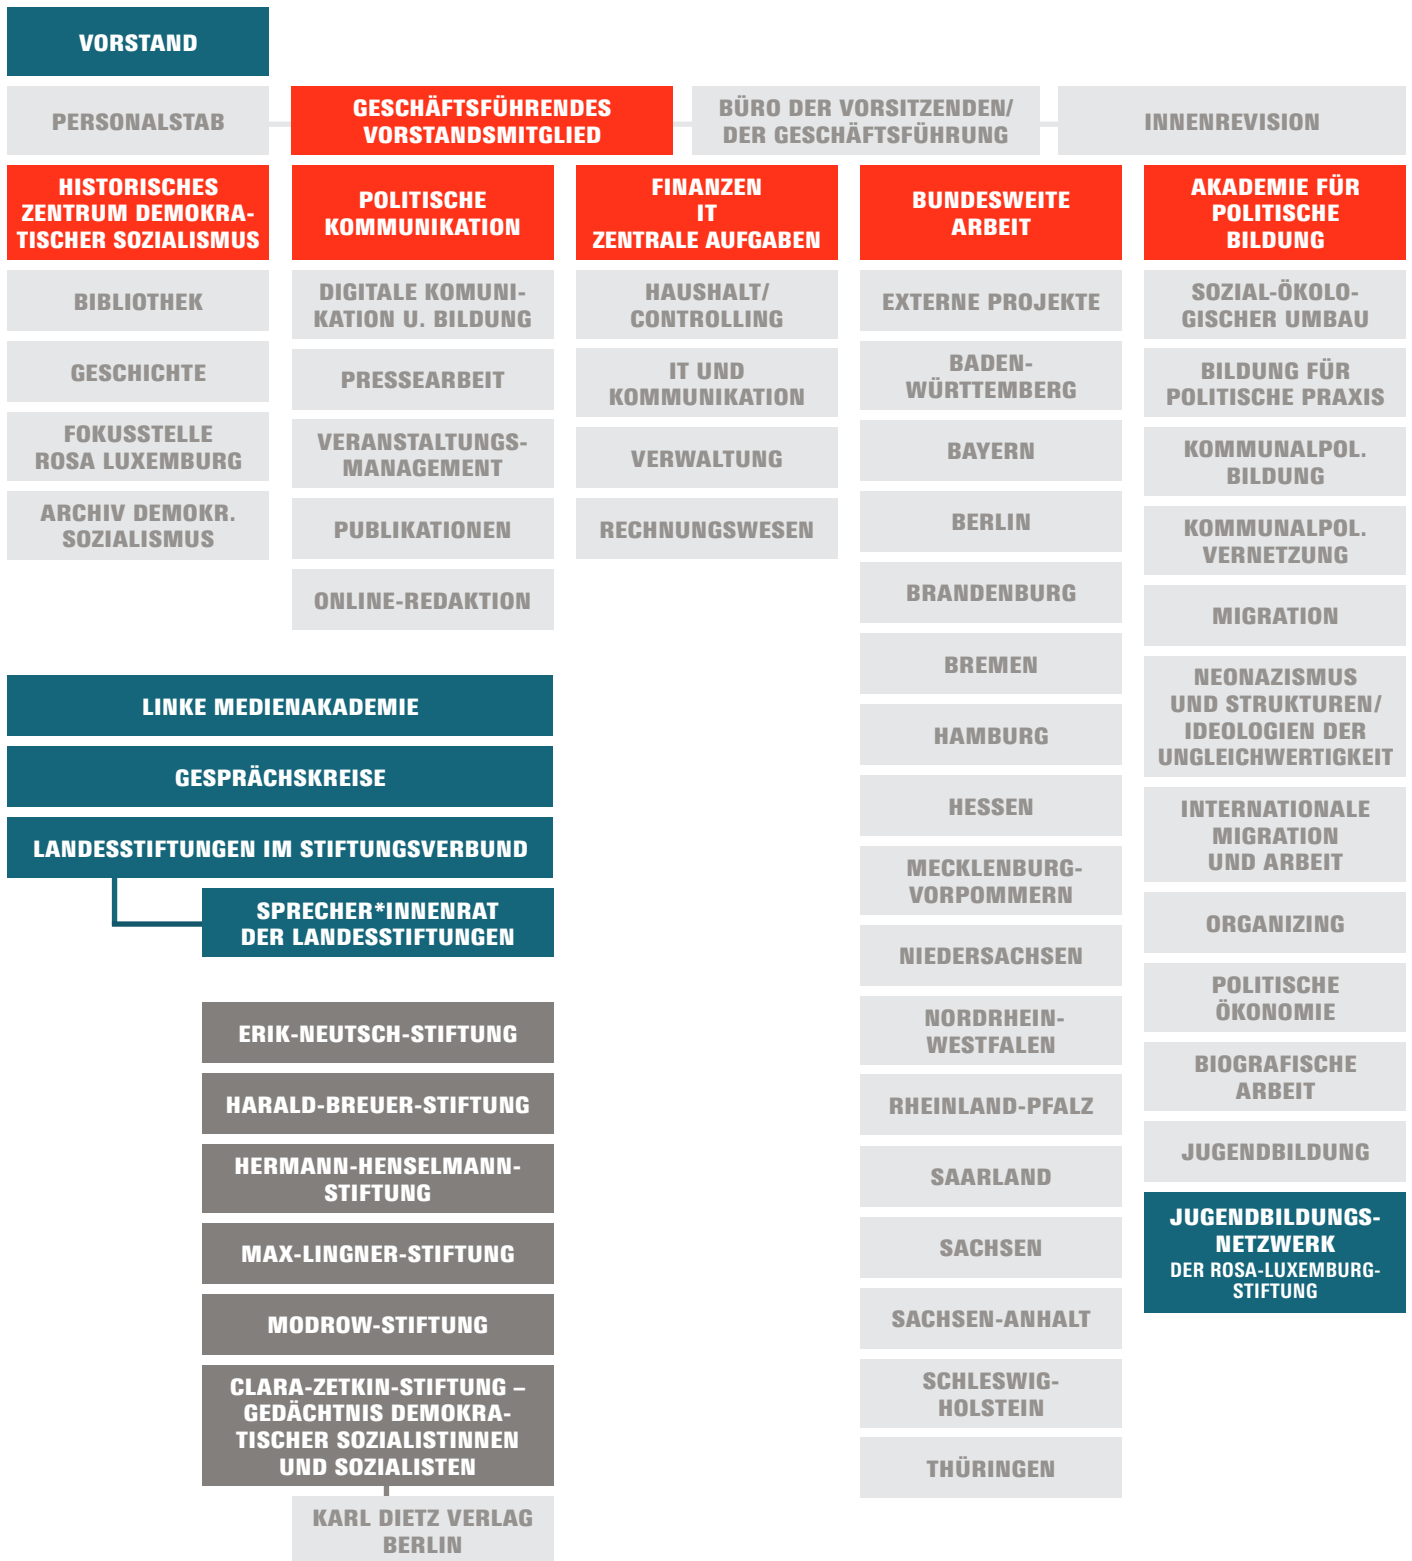 VORSTAND
PERSONALSTAB
GESCHÄFTSFÜHRENDES
VORSTANDSMITGLIED
BÜRO DER VORSITZENDEN/
DER GESCHÄFTSFÜHRUNG
INNENREVISION
HISTORISCHES
ZENTRUM DEMOKRA-
TISCHER SOZIALISMUS
BIBLIOTHEK
GESCHICHTE
FOKUSSTELLE
ROSA LUXEMBURG
ARCHIV DEMOKR.
SOZIALISMUS
POLITISCHE
KOMMUNIKATION
DIGITALE KOMUNI-
KATION U. BILDUNG
PRESSEARBEIT
VERANSTALTUNGS-
MANAGEMENT
PUBLIKATIONEN
ONLINE-REDAKTION
FINANZEN
IT
ZENTRALE AUFGABEN
HAUSHALT/
CONTROLLING
IT UND
KOMMUNIKATION
VERWALTUNG
RECHNUNGSWESEN
BUNDESWEITE
ARBEIT
EXTERNE PROJEKTE
BADEN-
WÜRTTEMBERG
BAYERN
BERLIN
BRANDENBURG
BREMEN
HAMBURG
HESSEN
MECKLENBURG-
VORPOMMERN
NIEDERSACHSEN
NORDRHEIN-
WESTFALEN
RHEINLAND-PFALZ
SAARLAND
SACHSEN
SACHSEN-ANHALT
SCHLESWIG-
HOLSTEIN
THÜRINGEN
AKADEMIE FÜR
POLITISCHE
BILDUNG
SOZIAL-ÖKOLO-
GISCHER UMBAU
BILDUNG FÜR
POLITISCHE PRAXIS
KOMMUNALPOL.
BILDUNG
KOMMUNALPOL.
VERNETZUNG
MIGRATION
NEONAZISMUS
UND STRUKTUREN/
IDEOLOGIEN DER
UNGLEICHWERTIGKEIT
INTERNATIONALE
MIGRATION
UND ARBEIT
ORGANIZING
POLITISCHE
ÖKONOMIE
BIOGRAFISCHE
ARBEIT
JUGENDBILDUNG
JUGENDBILDUNGS-
NETZWERK
DER ROSA-LUXEMBURG-
STIFTUNG
LINKE MEDIENAKADEMIE
GESPRÄCHSKREISE
LANDESSTIFTUNGEN IM STIFTUNGSVERBUND
SPRECHER*INNENRAT
DER LANDESSTIFTUNGEN
ERIK-NEUTSCH-STIFTUNG
HARALD-BREUER-STIFTUNG
HERMANN-HENSELMANN-
STIFTUNG
MAX-LINGNER-STIFTUNG
MODROW-STIFTUNG
CLARA-ZETKIN-STIFTUNG –
GEDÄCHTNIS DEMOKRA-
TISCHER SOZIALISTINNEN
UND SOZIALISTEN
KARL DIETZ VERLAG
BERLIN